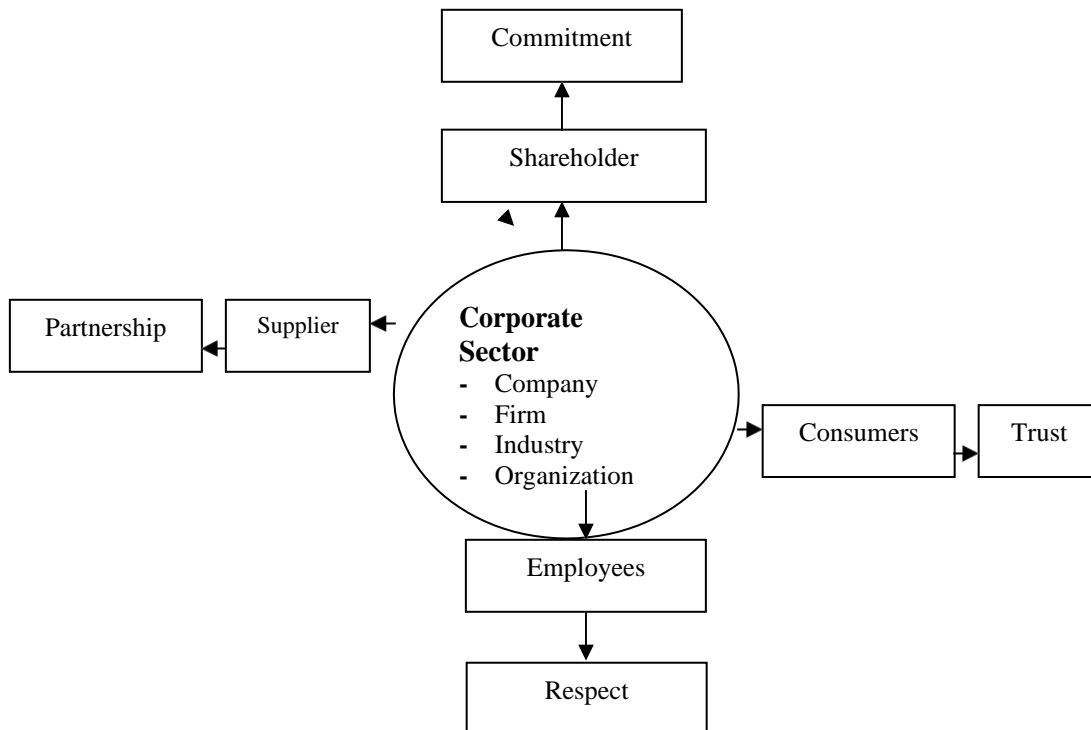 Commitment
Shareholder
Partnership
Supplier
Corporate
Sector
- Company
- Firm
- Industry
- Organization
Consumers
Trust
Employees
Respect